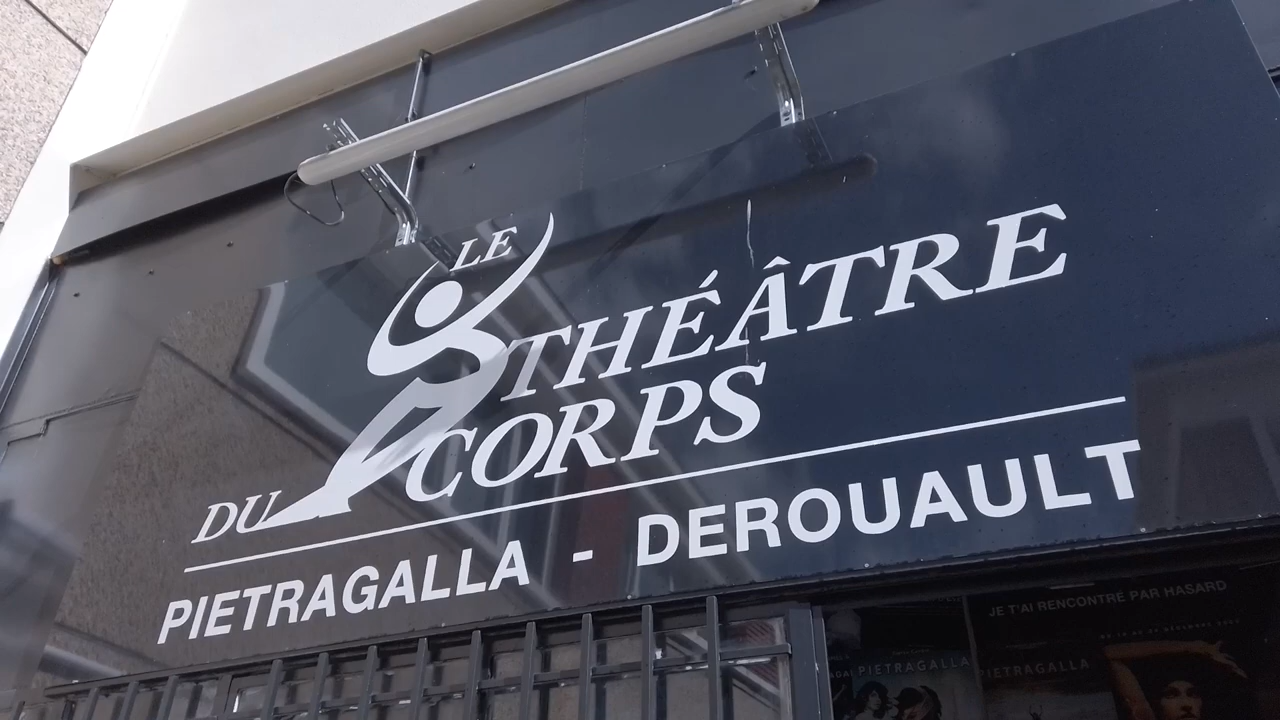 LE
THÉÂTRE
DU CORPS
PIETRAGALLA - DEROUAULT
JE T'AI RENCONTRÉ PAR HASARD
PIETRAGALLA
PIETRAGALLA